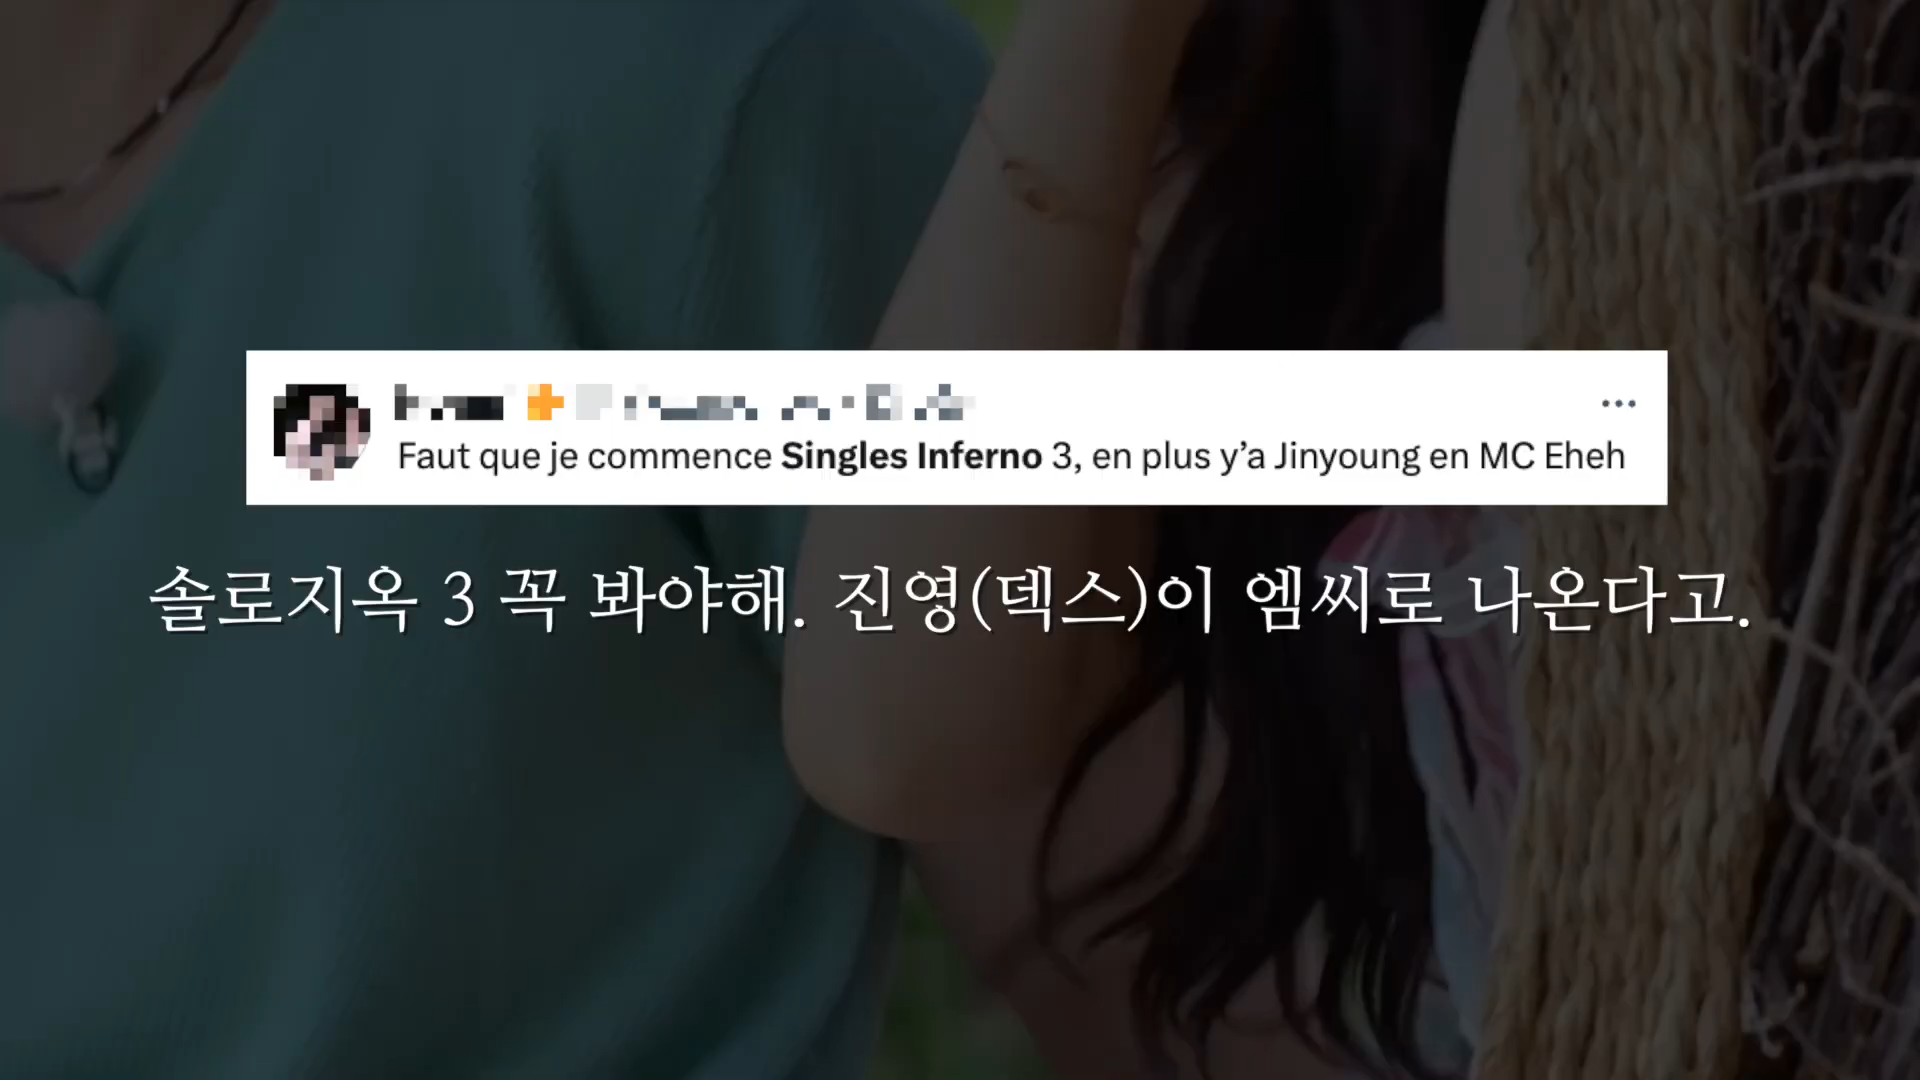 Faut que je commence Singles Inferno 3, en plus y’a Jinyoung en MC Eheh
솔로지옥 3 꼭 봐야해. 진영(덱스)이 엠씨로 나온다고.